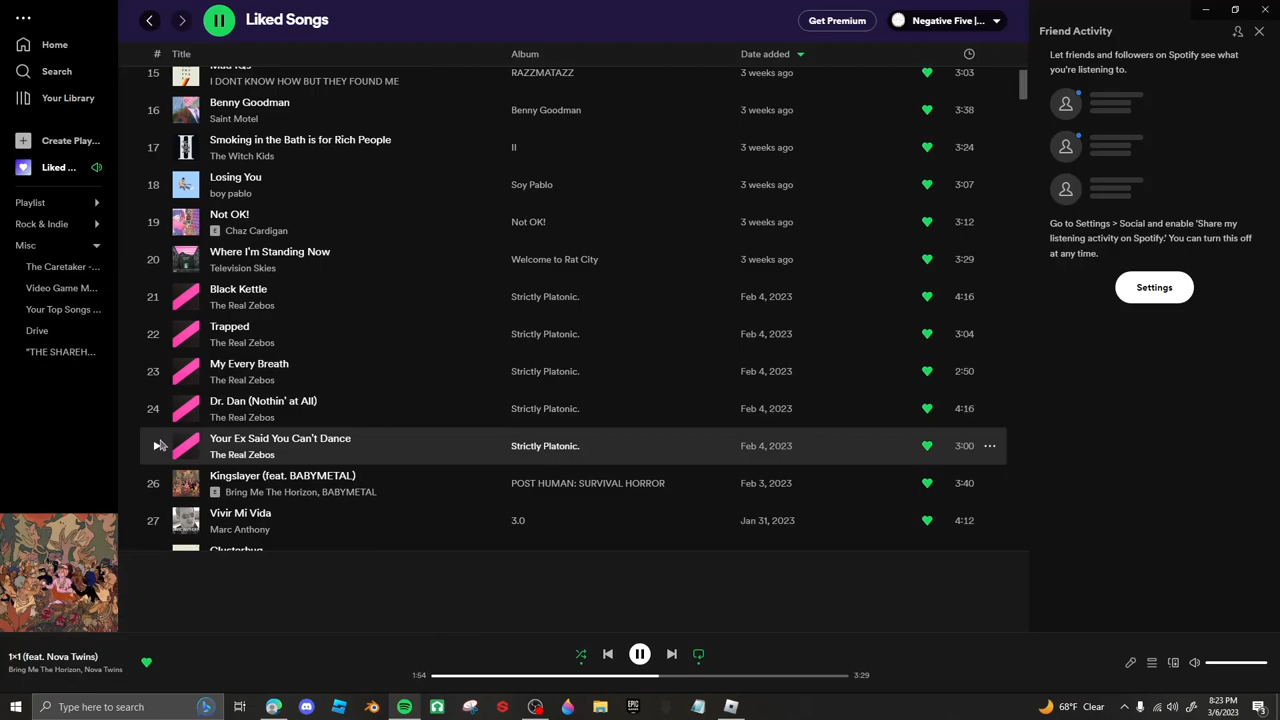 Liked Songs
Get Premium
Negative Five |...
Home
Search
Your Library
Create Play...
Liked ...
Playlist
Rock & Indie
Misc
The Caretaker -...
Video Game M...
Your Top Songs ...
Drive
"THE SHAREH...
# Title Album Date added
15 I DONT KNOW HOW BUT THEY FOUND ME RAZZMATAZZ 3 weeks ago 3:03
Benny Goodman
16 Saint Motel Benny Goodman 3 weeks ago 3:38
Smoking in the Bath is for Rich People
17 The Witch Kids II 3 weeks ago 3:24
Losing You
18 boy pablo Soy Pablo 3 weeks ago 3:07
Not OK!
19 E Chaz Cardigan Not OK! 3 weeks ago 3:12
Where I'm Standing Now
20 Television Skies Welcome to Rat City 3 weeks ago 3:29
Black Kettle
21 The Real Zebos Strictly Platonic. Feb 4, 2023 4:16
Trapped
22 The Real Zebos Strictly Platonic. Feb 4, 2023 3:04
My Every Breath
23 The Real Zebos Strictly Platonic. Feb 4, 2023 2:50
Dr. Dan (Nothin' at All)
24 The Real Zebos Strictly Platonic. Feb 4, 2023 4:16
Your Ex Said You Can't Dance
The Real Zebos Strictly Platonic. Feb 4, 2023 3:00
Kingslayer (feat. BABYMETAL)
26 E Bring Me The Horizon, BABYMETAL POST HUMAN: SURVIVAL HORROR Feb 3, 2023 3:40
Vivir Mi Vida
27 Marc Anthony 3.0 Jan 31, 2023 4:12
Clusterhug
Friend Activity
Let friends and followers on Spotify see what
you're listening to.
Go to Settings > Social and enable 'Share my
listening activity on Spotify.' You can turn this off
at any time.
Settings
1×1 (feat. Nova Twins)
Bring Me The Horizon, Nova Twins
1:54
3:29
Type here to search
68°F Clear
8:23 PM
3/6/2023